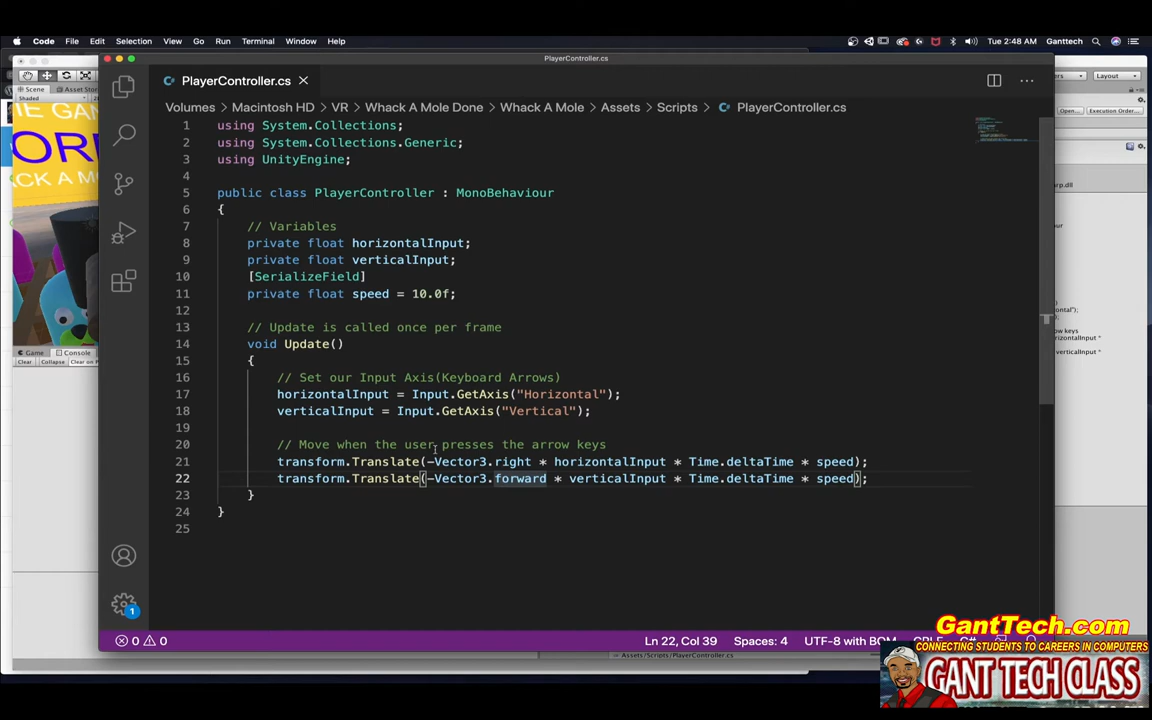 Code File Edit Selection View Go Run Terminal Window Help
Tue 2:48 AM Ganttech
PlayerController.cs
Scene Asset Stor
Shaded
PlayerController.cs
Layout
Open... Execution Order...
Volumes Macintosh HD VR Whack A Mole Done Whack A Mole Assets Scripts PlayerController.cs
1 using System.Collections;
2 using System.Collections.Generic;
3 using UnityEngine;
4
5 public class PlayerController : MonoBehaviour
6 {
7 // Variables
8 private float horizontalInput;
9 private float verticalInput;
10 [SerializeField]
11 private float speed = 10.0f;
12
13 // Update is called once per frame
14 void Update()
15 {
16 // Set our Input Axis(Keyboard Arrows)
17 horizontalInput = Input.GetAxis("Horizontal");
18 verticalInput = Input.GetAxis("Vertical");
19
20 // Move when the user presses the arrow keys
21 transform.Translate(-Vector3.right * horizontalInput * Time.deltaTime * speed);
22 transform.Translate(-Vector3.forward * verticalInput * Time.deltaTime * speed);
23 }
24 }
25
Game Console
Clear Collapse Clear on P
1
0 0
Ln 22, Col 39 Spaces: 4 UTF-8 with BOM
Assets/Scripts/PlayerController.cs
GantTech.com
CONNECTING STUDENTS TO CAREERS IN COMPUTERS
GANT TECH CLASS